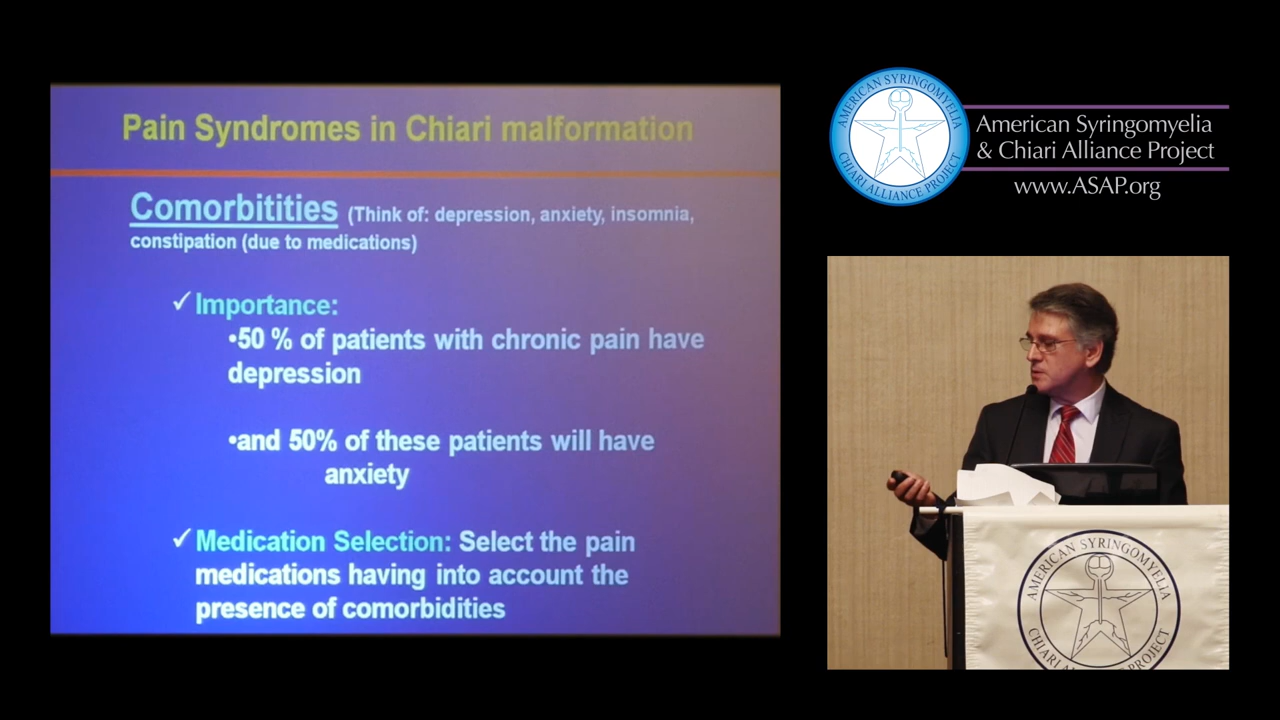 Pain Syndromes in Chiari malformation
Comorbitities (Think of: depression, anxiety, insomnia,
constipation (due to medications)
✓Importance:
•50 % of patients with chronic pain have
depression
•and 50% of these patients will have
anxiety
✓Medication Selection: Select the pain
medications having into account the
presence of comorbidities
AMERICAN SYRINGOMYELIA
CHIARI ALLIANCE PROJECT
American Syringomyelia
& Chiari Alliance Project
www.ASAP.org
AMERICAN SYRINGOMYELIA
CHIARI ALLIANCE PROJECT